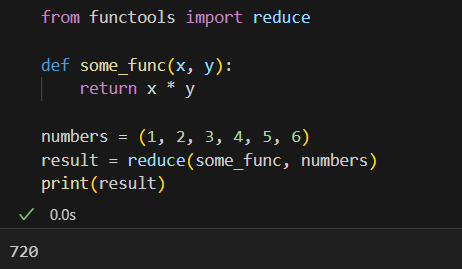 from functools import reduce
def some_func(x, y):
    return x * y
numbers = (1, 2, 3, 4, 5, 6)
result = reduce(some_func, numbers)
print(result)
0.0s
720